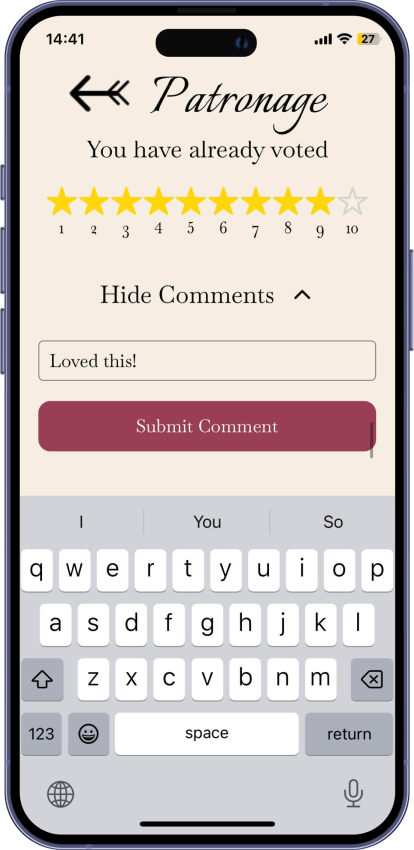 14:41
27
Patronage
You have already voted
1 2 3 4 5 6 7 8 9 10
Hide Comments
Loved this!
Submit Comment
I You So
q w e r t y u i o p
a s d f g h j k l
z x c v b n m
123 space return